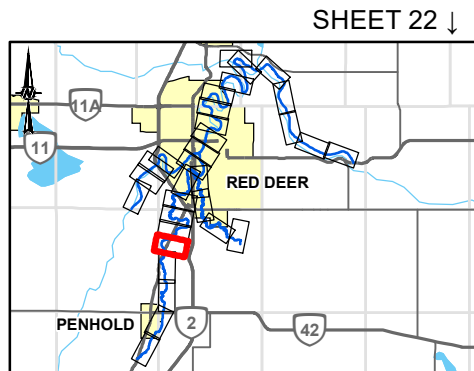 SHEET 22 ↓
11A
11
RED DEER
PENHOLD
2
42